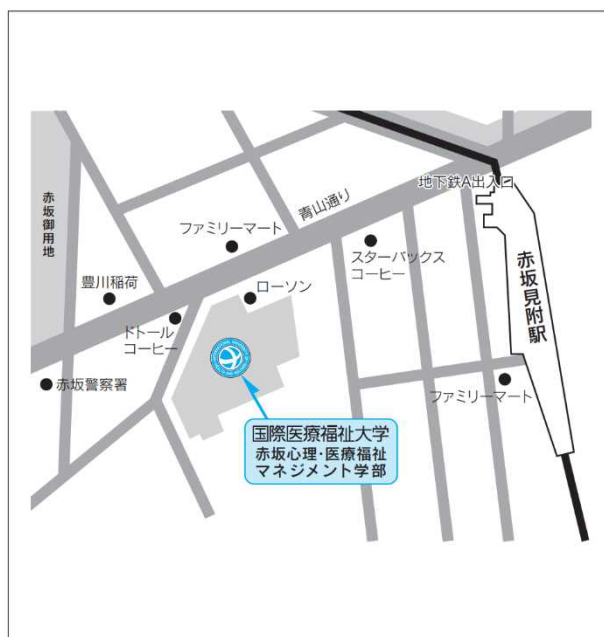 地下鉄A出入口
青山通り
赤坂御用地
ファミリーマート
スターバックス
コーヒー
赤坂見附駅
豊川稲荷
ローソン
ドトール
コーヒー
赤坂警察署
ファミリーマート
国際医療福祉大学
赤坂心理・医療福祉
マネジメント学部